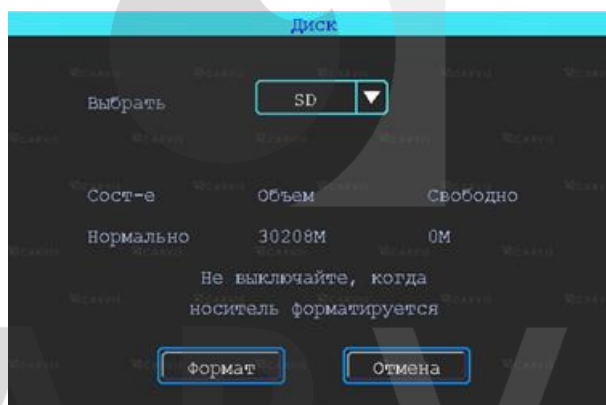 Диск
Выбрать SD
Сост-е Объем Свободно
Нормально 30208M 0M
Не выключайте, когда
носитель форматируется
Формат Отмена